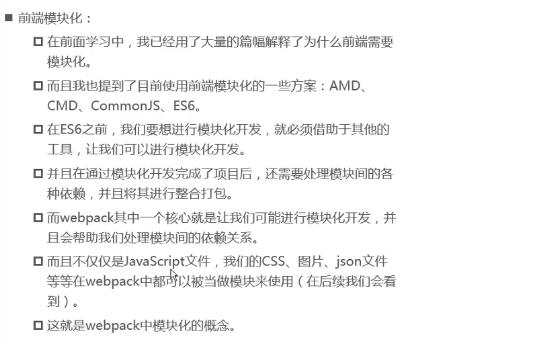 前端模块化：
在前面学习中，我已经用了大量的篇幅解释了为什么前端需要
模块化。
而且我也提到了目前使用前端模块化的一些方案：AMD、
CMD、CommonJS、ES6。
在ES6之前，我们要想进行模块化开发，就必须借助于其他的
工具，让我们可以进行模块化开发。
并且在通过模块化开发完成了项目后，还需要处理模块间的各
种依赖，并且将其进行整合打包。
而webpack其中一个核心就是让我们可能进行模块化开发，并
且会帮助我们处理模块间的依赖关系。
而且不仅仅是JavaScript文件，我们的CSS、图片、json文件
等等在webpack中都可以被当做模块来使用（在后续我们会看
到）。
这就是webpack中模块化的概念。